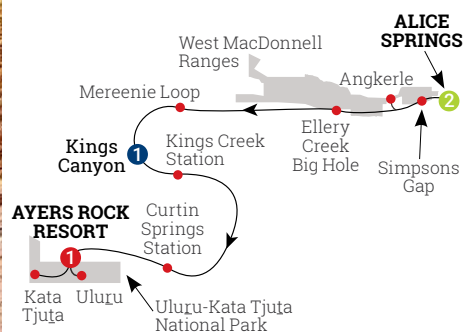 ALICE
SPRINGS
2
West MacDonnell
Ranges
Angkerle
Mereenie Loop
Ellery
Creek
Big Hole
Simpsons
Gap
Kings
Canyon
1
Kings Creek
Station
AYERS ROCK
RESORT
1
Curtin
Springs
Station
Kata
Tjuṯa
Uluṟu
Uluṟu-Kata Tjuṯa
National Park